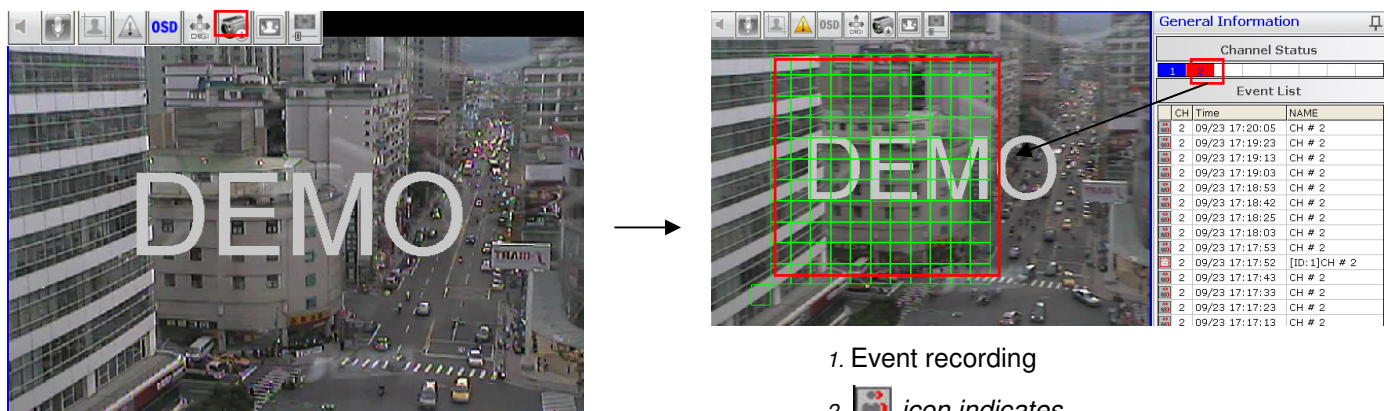 OSD
DIGI
DEMO
OSD
DIGI
DEMO
General Information
Channel Status
1 2
Event List
CH Time NAME
2 09/23 17:20:05 CH # 2
2 09/23 17:19:23 CH # 2
2 09/23 17:19:13 CH # 2
2 09/23 17:19:03 CH # 2
2 09/23 17:18:53 CH # 2
2 09/23 17:18:42 CH # 2
2 09/23 17:18:25 CH # 2
2 09/23 17:18:03 CH # 2
2 09/23 17:17:53 CH # 2
2 09/23 17:17:52 [ID:1]CH # 2
2 09/23 17:17:43 CH # 2
2 09/23 17:17:33 CH # 2
2 09/23 17:17:23 CH # 2
2 09/23 17:17:13 CH # 2
1. Event recording
2. icon indicates